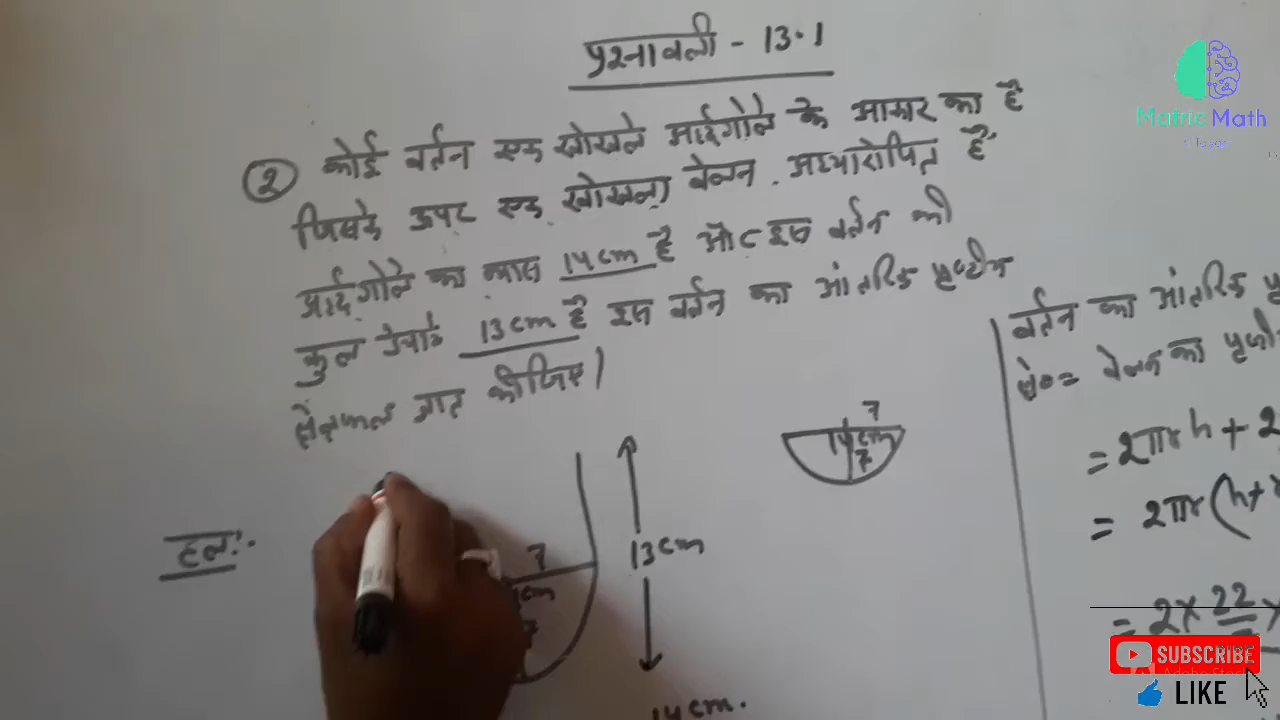 प्रश्नावली - 13.1
② कोई बर्तन एक खोखले अर्द्धगोले के आकार का है
जिसके ऊपर एक खोखला बेलन अध्यारोपित है
अर्द्धगोले का व्यास 14cm है और इस बर्तन की
कुल ऊंचाई 13cm है इस बर्तन का आंतरिक पृष्ठीय
क्षेत्रफल ज्ञात कीजिए।
हल:-
7
cm
13cm
14cm.
7
14cm
7
बर्तन का आंतरिक पृ
क्षे० = बेलन का पृष्ठी
= 2πrh + 2
= 2πr(h+r
= 2×22
Matric Math
SUBSCRIBE
LIKE